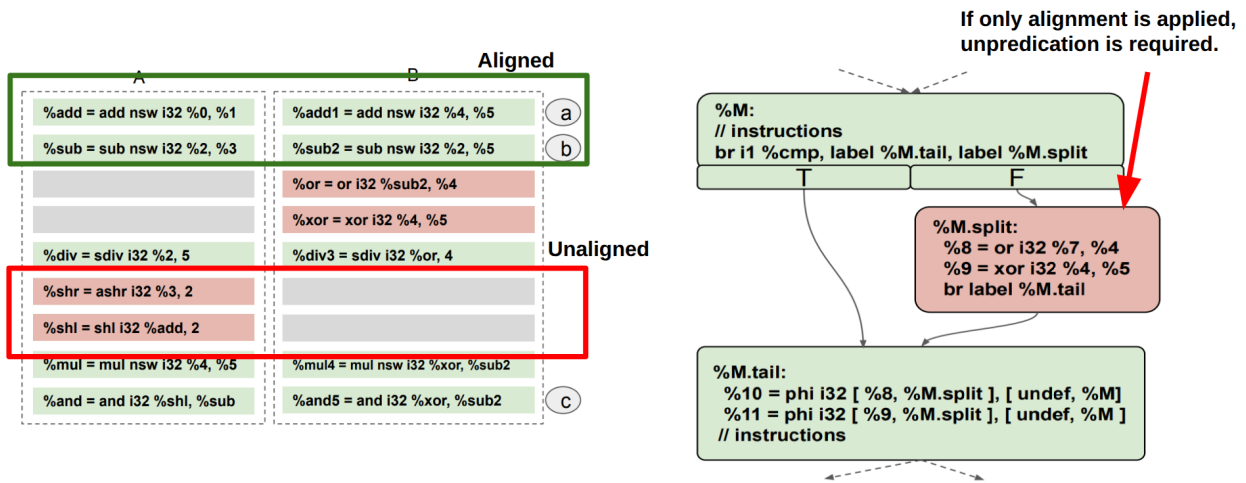 If only alignment is applied,
unpredication is required.
Aligned
A
B
%add = add nsw i32 %0, %1
%add1 = add nsw i32 %4, %5
a
%sub = sub nsw i32 %2, %3
%sub2 = sub nsw i32 %2, %5
b
%or = or i32 %sub2, %4
%xor = xor i32 %4, %5
%div = sdiv i32 %2, 5
%div3 = sdiv i32 %or, 4
Unaligned
%shr = ashr i32 %3, 2
%shl = shl i32 %add, 2
%mul = mul nsw i32 %4, %5
%mul4 = mul nsw i32 %xor, %sub2
%and = and i32 %shl, %sub
%and5 = and i32 %xor, %sub2
c
%M:
// instructions
br i1 %cmp, label %M.tail, label %M.split
T
F
%M.split:
%8 = or i32 %7, %4
%9 = xor i32 %4, %5
br label %M.tail
%M.tail:
%10 = phi i32 [ %8, %M.split ], [ undef, %M]
%11 = phi i32 [ %9, %M.split ], [ undef, %M ]
// instructions